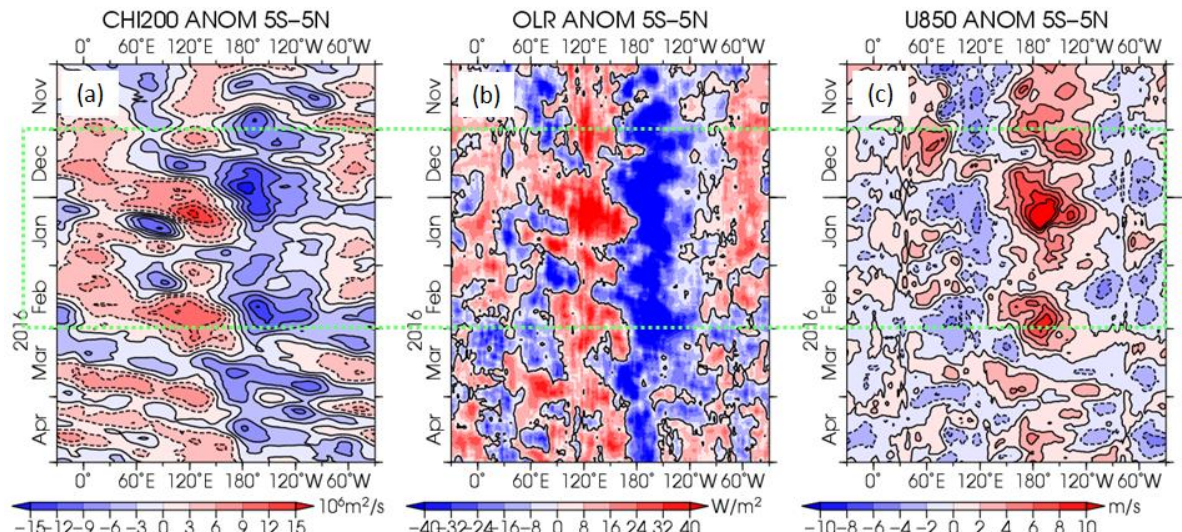 CHI200 ANOM 5S–5N
OLR ANOM 5S–5N
U850 ANOM 5S–5N
0° 60°E 120°E 180° 120°W 60°W
0° 60°E 120°E 180° 120°W 60°W
0° 60°E 120°E 180° 120°W 60°W
(a)
(b)
(c)
Nov
Dec
Jan
Feb
Mar
Apr
2016
Nov
Dec
Jan
Feb
Mar
Apr
2016
Nov
Dec
Jan
Feb
Mar
Apr
2016
0° 60°E 120°E 180° 120°W 60°W
0° 60°E 120°E 180° 120°W 60°W
0° 60°E 120°E 180° 120°W 60°W
10⁶m²/s
−15 −12 −9 −6 −3 0 3 6 9 12 15
W/m²
−40 −32 −24 −16 −8 0 8 16 24 32 40
m/s
−10 −8 −6 −4 −2 0 2 4 6 8 10